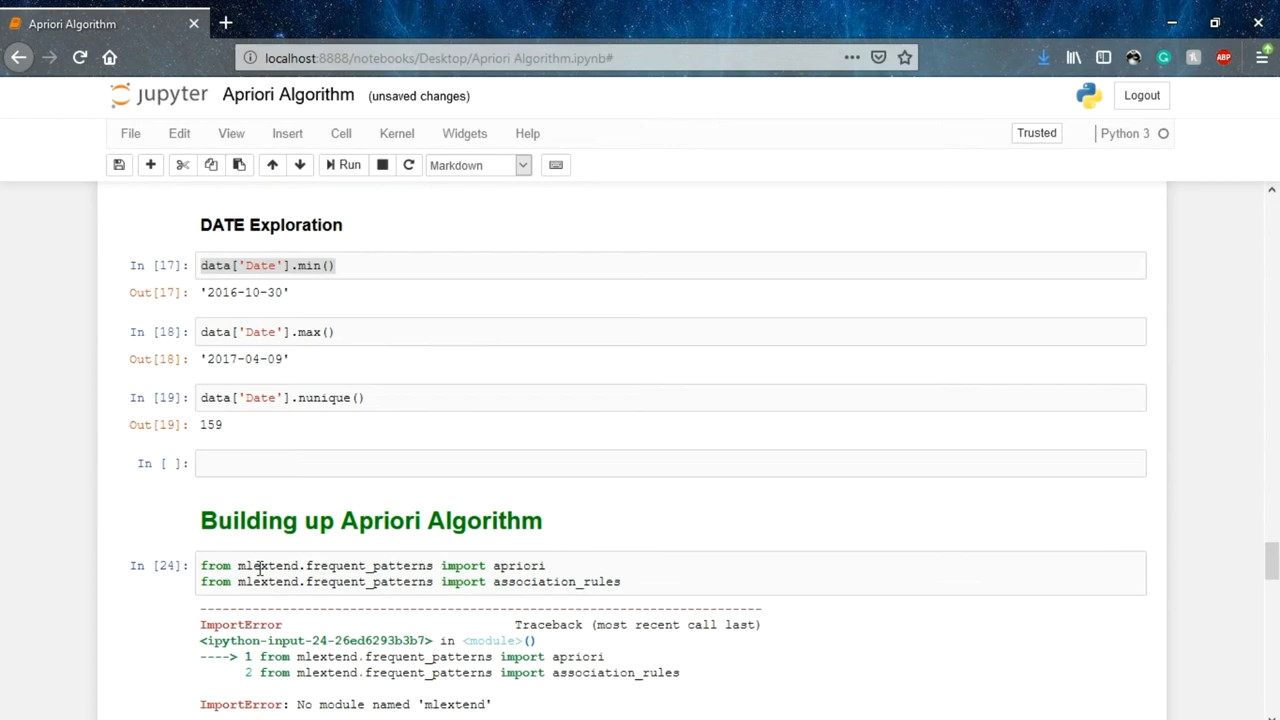 Apriori Algorithm
localhost:8888/notebooks/Desktop/Apriori Algorithm.ipynb#
ABP
jupyter Apriori Algorithm (unsaved changes)
Logout
File Edit View Insert Cell Kernel Widgets Help
Trusted
Python 3
Run
Markdown
DATE Exploration
In [17]: data['Date'].min()
Out[17]: '2016-10-30'
In [18]: data['Date'].max()
Out[18]: '2017-04-09'
In [19]: data['Date'].nunique()
Out[19]: 159
In [ ]:
Building up Apriori Algorithm
In [24]: from mlextend.frequent_patterns import apriori
from mlextend.frequent_patterns import association_rules
---------------------------------------------------------------------------
ImportError Traceback (most recent call last)
<ipython-input-24-26ed6293b3b7> in <module>()
----> 1 from mlextend.frequent_patterns import apriori
2 from mlextend.frequent_patterns import association_rules
ImportError: No module named 'mlextend'